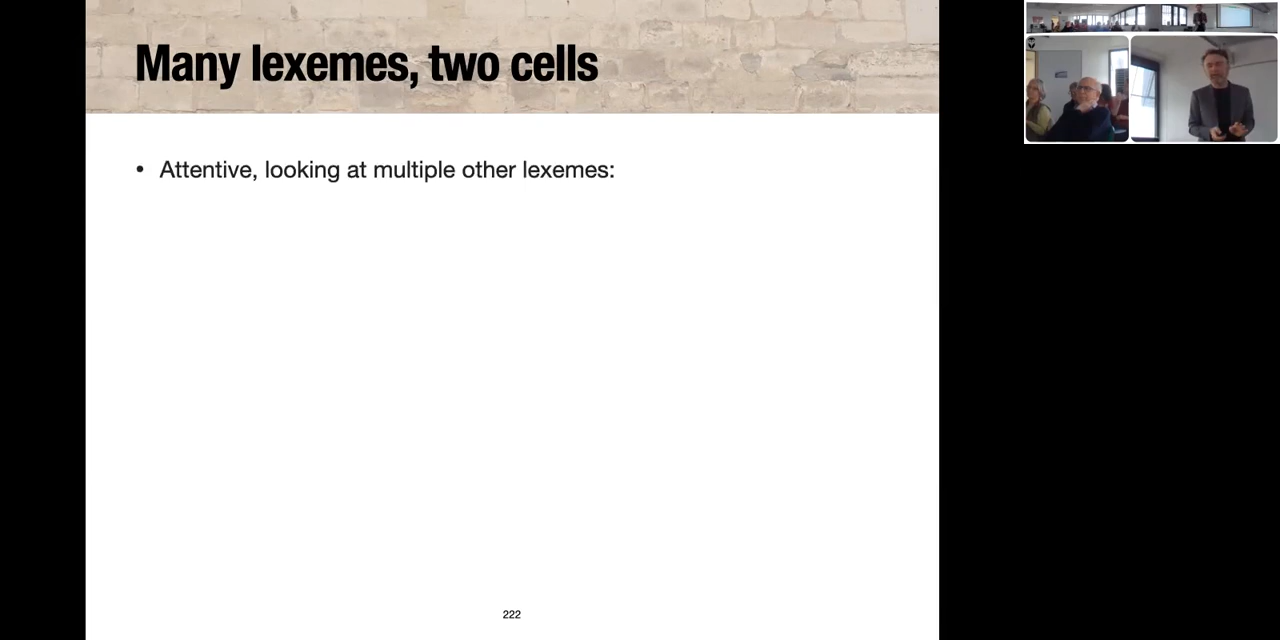 Many lexemes, two cells
• Attentive, looking at multiple other lexemes:
222